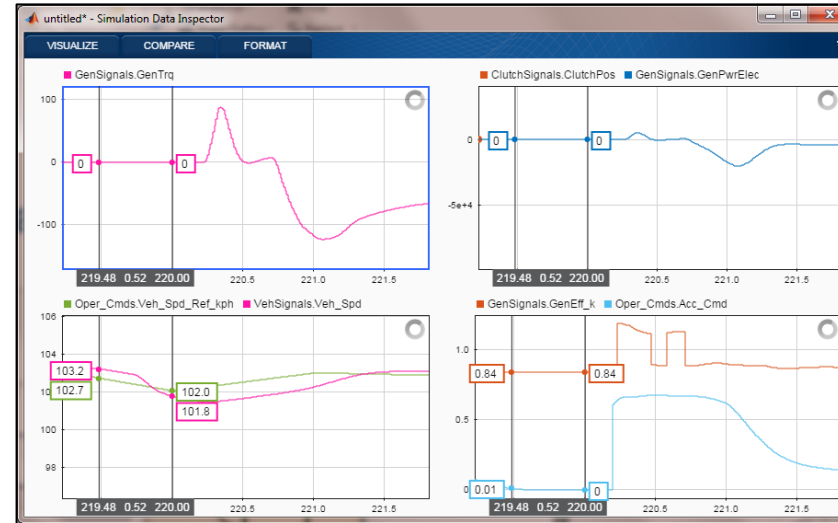 untitled* - Simulation Data Inspector
VISUALIZE COMPARE FORMAT
GenSignals.GenTrq
100
0
-100
0
0
219.48 0.52 220.00
220.5 221.0 221.5
ClutchSignals.ClutchPos GenSignals.GenPwrElec
0
-5e+4
0
0
219.48 0.52 220.00
220.5 221.0 221.5
Oper_Cmds.Veh_Spd_Ref_kph VehSignals.Veh_Spd
106
104
102
100
98
103.2
102.7
102.0
101.8
219.48 0.52 220.00
220.5 221.0 221.5
GenSignals.GenEff_k Oper_Cmds.Acc_Cmd
1.0
0.5
0
0.84
0.84
0.01
0
219.48 0.52 220.00
220.5 221.0 221.5